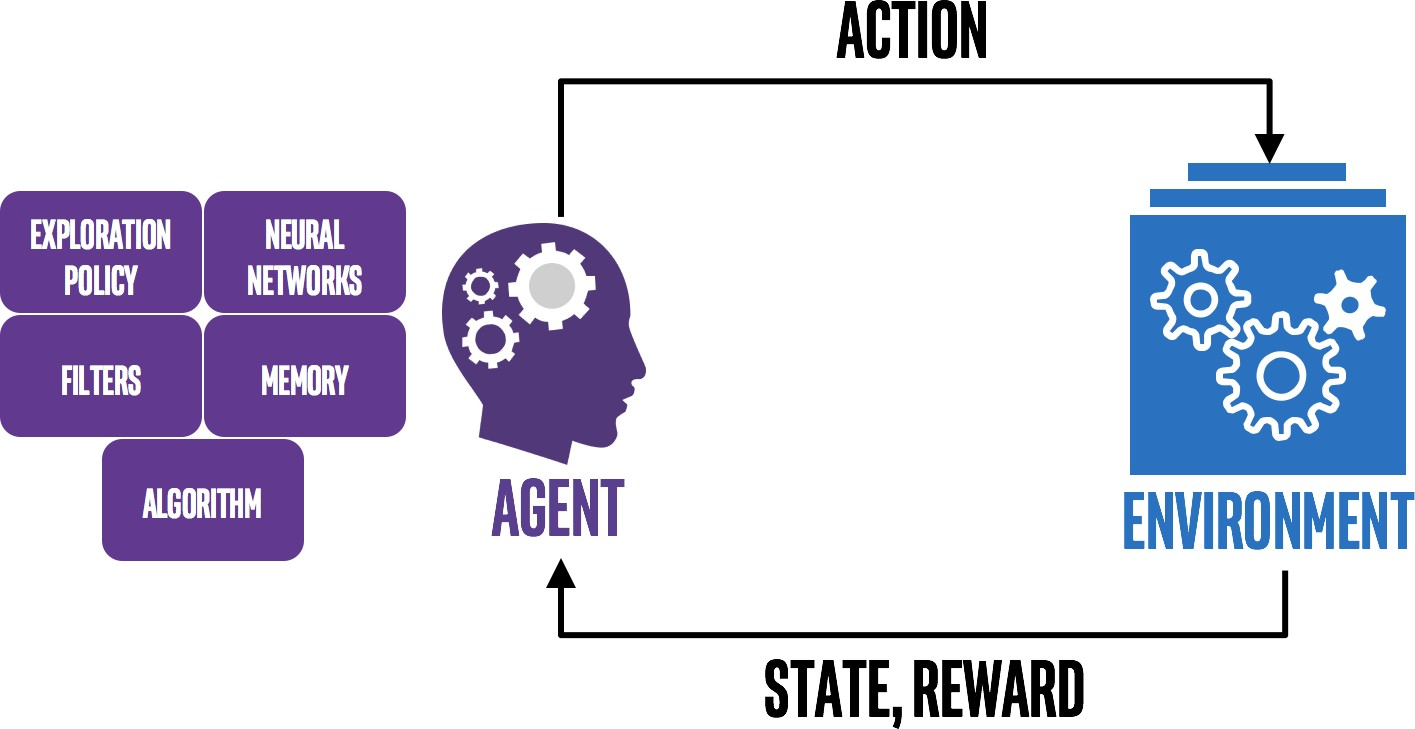 ACTION
EXPLORATION
POLICY
NEURAL
NETWORKS
FILTERS
MEMORY
ALGORITHM
AGENT
ENVIRONMENT
STATE, REWARD